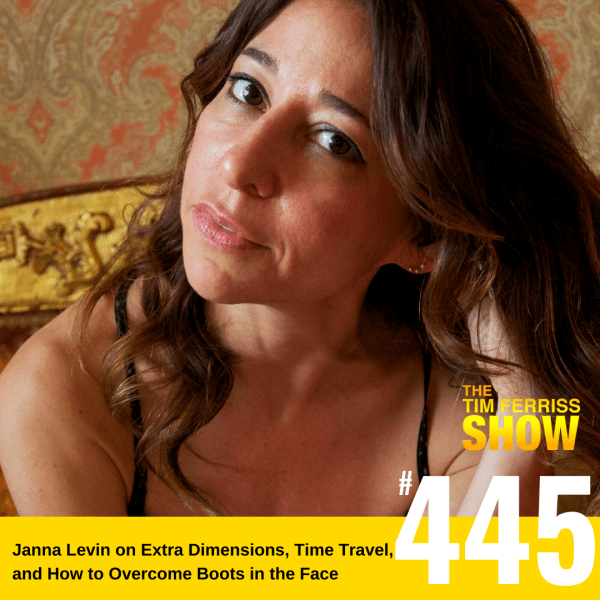 THE
TIM FERRISS
SHOW
#445
Janna Levin on Extra Dimensions, Time Travel,
and How to Overcome Boots in the Face